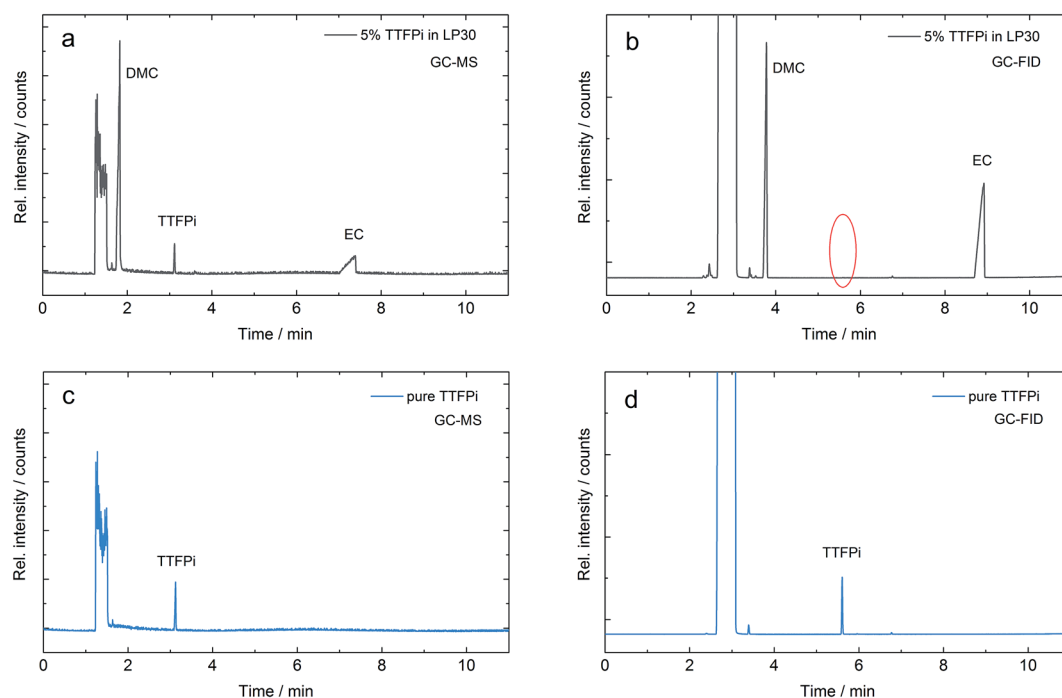 a
5% TTFPi in LP30
GC-MS
DMC
TTFPi
EC
Rel. intensity / counts
0 2 4 6 8 10
Time / min
b
5% TTFPi in LP30
GC-FID
DMC
EC
Rel. intensity / counts
0 2 4 6 8 10
Time / min
c
pure TTFPi
GC-MS
TTFPi
Rel. intensity / counts
0 2 4 6 8 10
Time / min
d
pure TTFPi
GC-FID
TTFPi
Rel. intensity / counts
0 2 4 6 8 10
Time / min